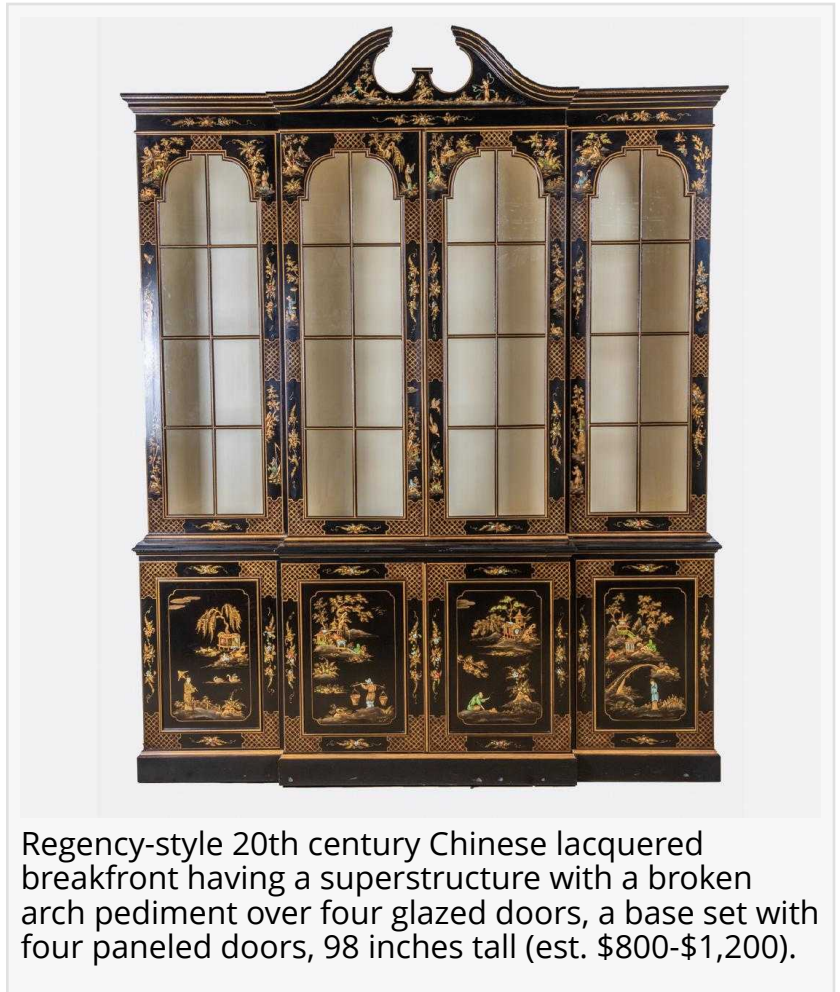 Regency-style 20th century Chinese lacquered
breakfront having a superstructure with a broken
arch pediment over four glazed doors, a base set with
four paneled doors, 98 inches tall (est. $800-$1,200).